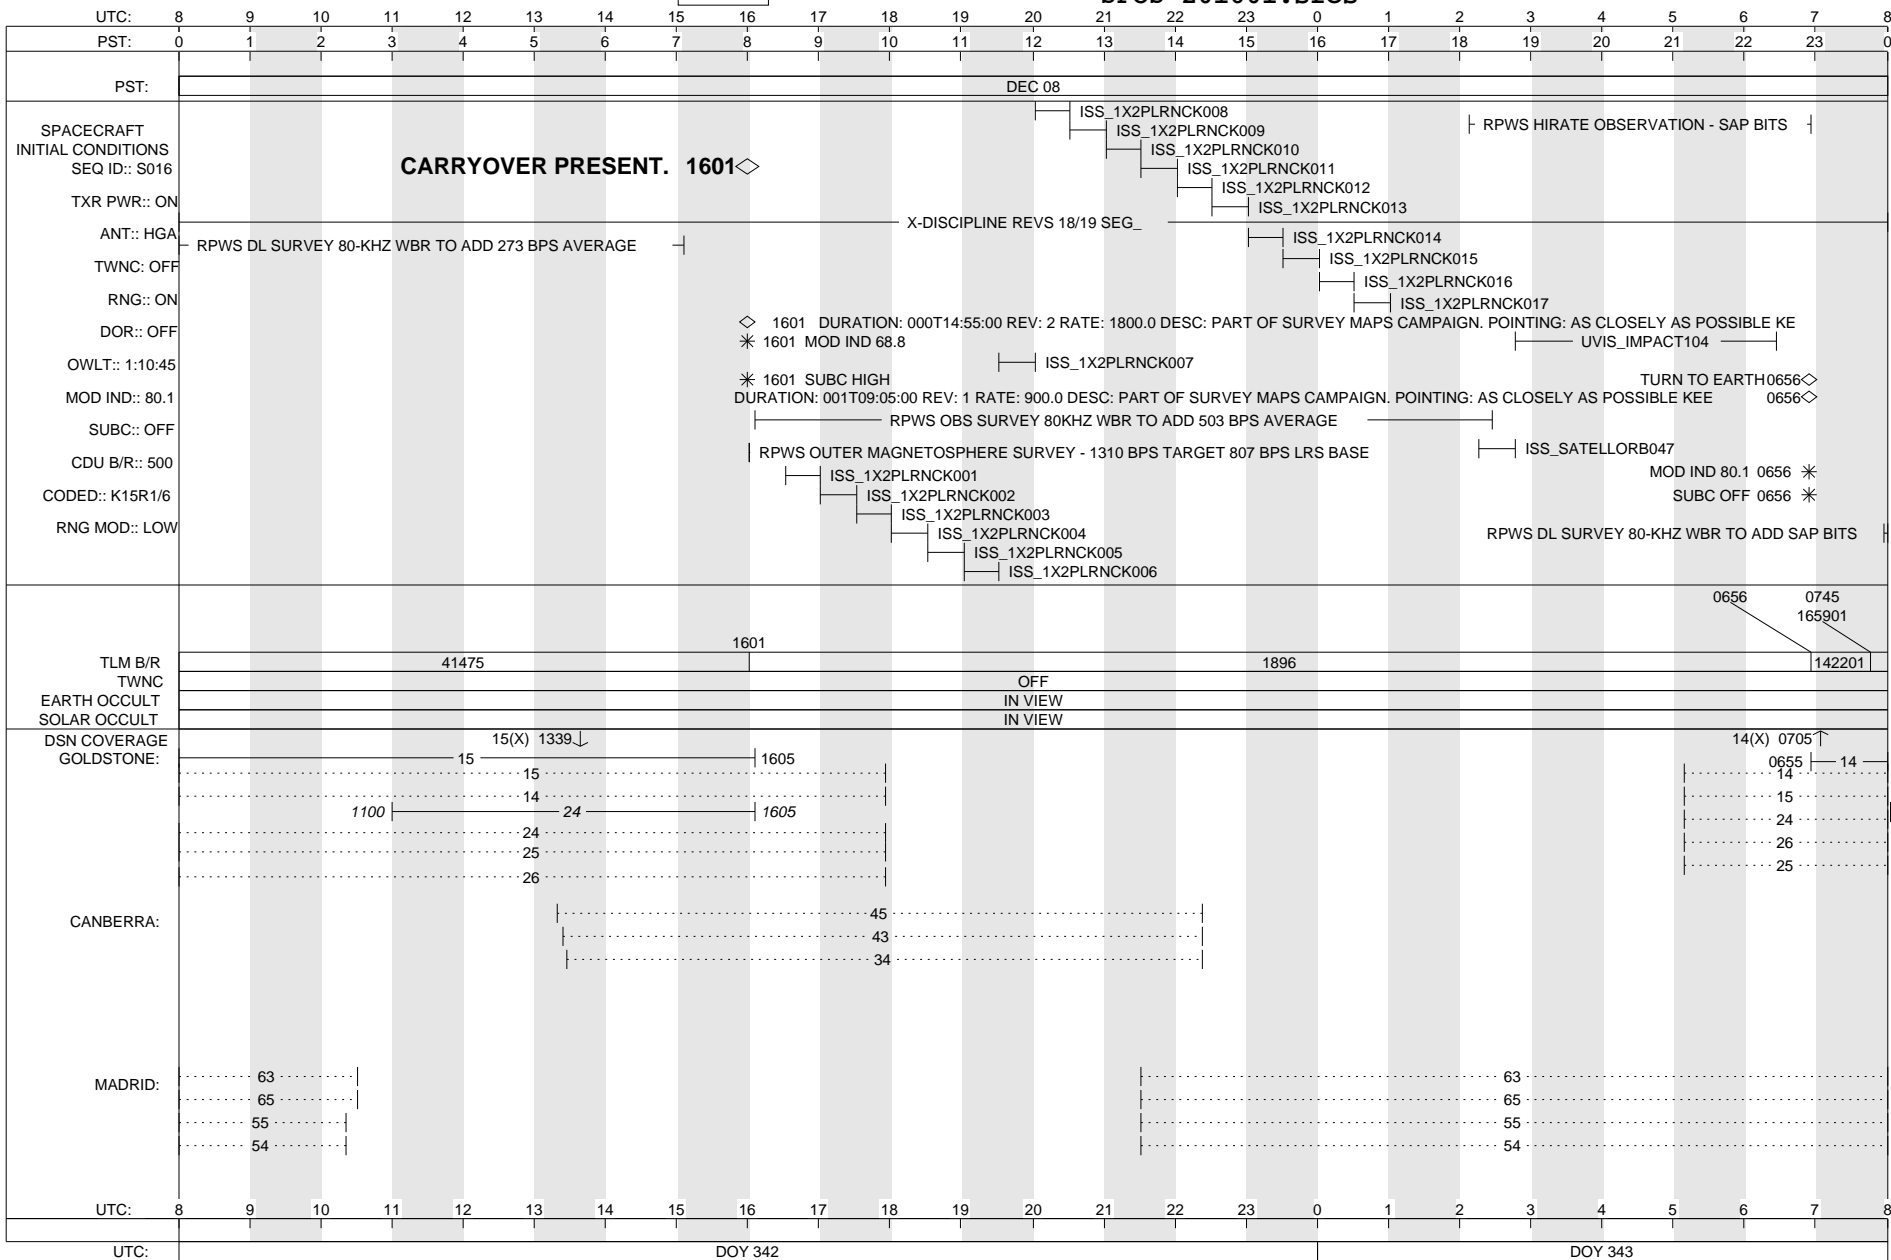 UTC: 8 9 10 11 12 13 14 15 16 17 18 19 20 21 22 23 0 1 2 3 4 5 6 7 8
PST: 0 1 2 3 4 5 6 7 8 9 10 11 12 13 14 15 16 17 18 19 20 21 22 23 0
PST: DEC 08
ISS_1X2PLRNCK008
RPWS HIRATE OBSERVATION - SAP BITS
SPACECRAFT
ISS_1X2PLRNCK009
INITIAL CONDITIONS
ISS_1X2PLRNCK010
SEQ ID:: S016
CARRYOVER PRESENT. 1601
ISS_1X2PLRNCK011
ISS_1X2PLRNCK012
TXR PWR:: ON
ISS_1X2PLRNCK013
X-DISCIPLINE REVS 18/19 SEG_
ANT:: HGA
ISS_1X2PLRNCK014
RPWS DL SURVEY 80-KHZ WBR TO ADD 273 BPS AVERAGE
ISS_1X2PLRNCK015
TWNC: OFF
ISS_1X2PLRNCK016
RNG:: ON
ISS_1X2PLRNCK017
1601 DURATION: 000T14:55:00 REV: 2 RATE: 1800.0 DESC: PART OF SURVEY MAPS CAMPAIGN. POINTING: AS CLOSELY AS POSSIBLE KE
DOR:: OFF
1601 MOD IND 68.8
UVIS_IMPACT104
OWLT:: 1:10:45
ISS_1X2PLRNCK007
1601 SUBC HIGH
TURN TO EARTH 0656
MOD IND:: 80.1
DURATION: 001T09:05:00 REV: 1 RATE: 900.0 DESC: PART OF SURVEY MAPS CAMPAIGN. POINTING: AS CLOSELY AS POSSIBLE KEE 0656
RPWS OBS SURVEY 80KHZ WBR TO ADD 503 BPS AVERAGE
SUBC:: OFF
ISS_SATELLORB047
RPWS OUTER MAGNETOSPHERE SURVEY - 1310 BPS TARGET 807 BPS LRS BASE
CDU B/R:: 500
MOD IND 80.1 0656
ISS_1X2PLRNCK001
CODED:: K15R1/6
ISS_1X2PLRNCK002
SUBC OFF 0656
ISS_1X2PLRNCK003
RNG MOD:: LOW
ISS_1X2PLRNCK004
RPWS DL SURVEY 80-KHZ WBR TO ADD SAP BITS
ISS_1X2PLRNCK005
ISS_1X2PLRNCK006
0656 0745
165901
1601
TLM B/R 41475 1896 142201
TWNC OFF
EARTH OCCULT IN VIEW
SOLAR OCCULT IN VIEW
DSN COVERAGE 15(X) 1339 14(X) 0705
GOLDSTONE: 15 1605 0655 14
15 14
14 15
1100 24 1605
24
24
25 26
25
26
CANBERRA: 45
43
34
MADRID: 63 63
65 65
55 55
54 54
UTC: 8 9 10 11 12 13 14 15 16 17 18 19 20 21 22 23 0 1 2 3 4 5 6 7 8
UTC: DOY 342 DOY 343